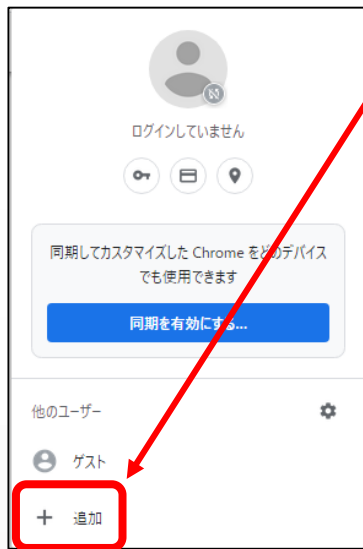 ログインしていません
同期してカスタマイズした Chrome をどのデバイス
でも使用できます
同期を有効にする...
他のユーザー
ゲスト
追加